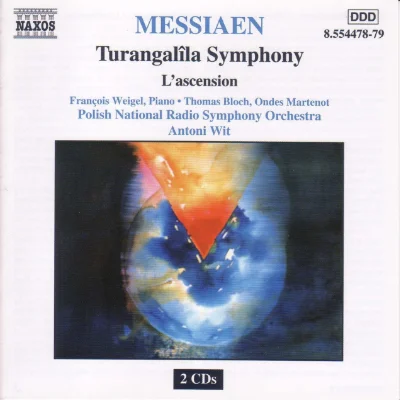 NAXOS
MESSIAEN
DDD
8.554478-79
Turangalîla Symphony
L'ascension
François Weigel, Piano • Thomas Bloch, Ondes Martenot
Polish National Radio Symphony Orchestra
Antoni Wit
2 CDs